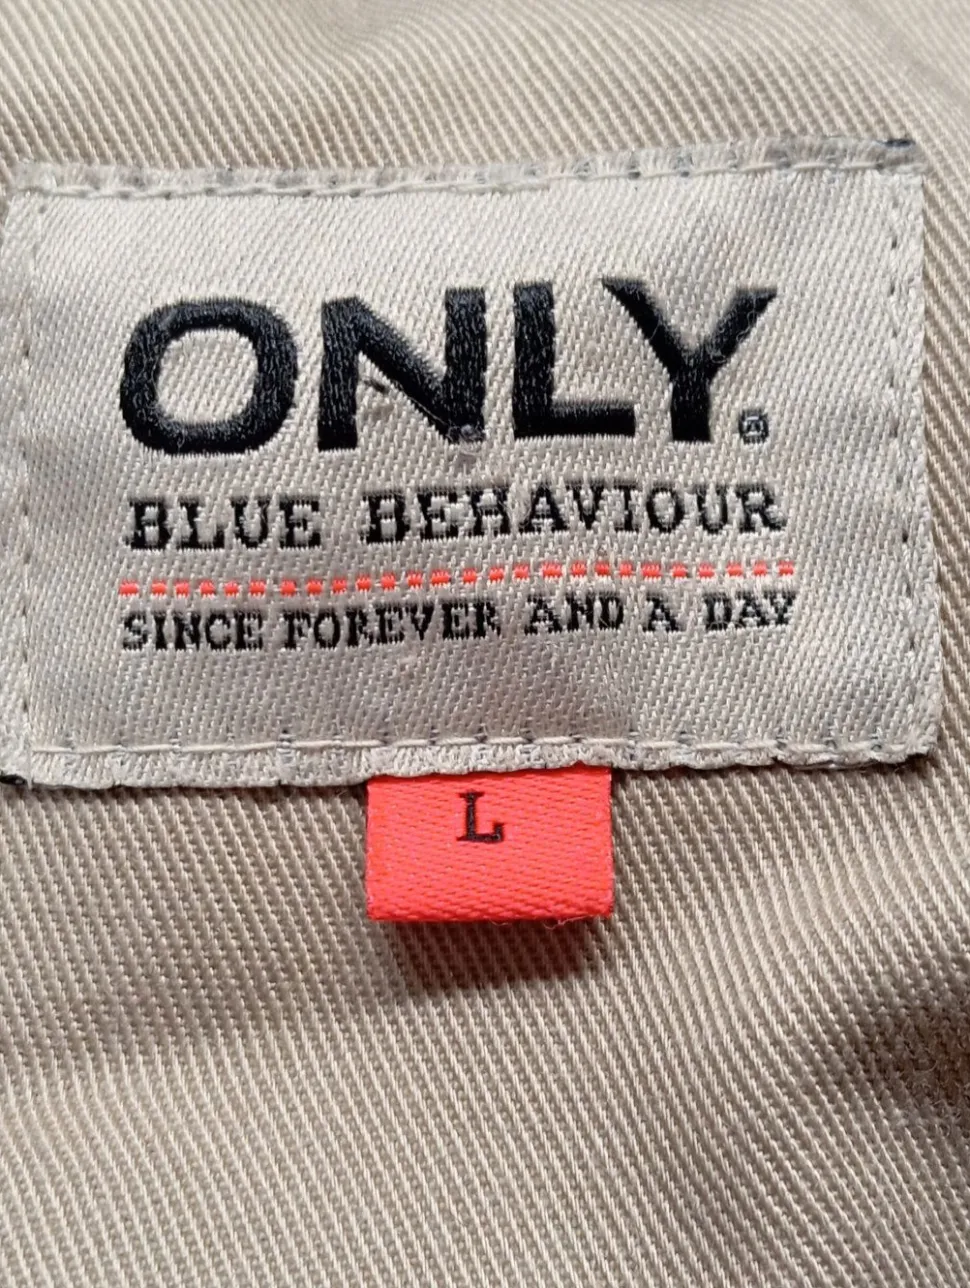 ONLY.
BLUE BEHAVIOUR
SINCE FOREVER AND A DAY
L